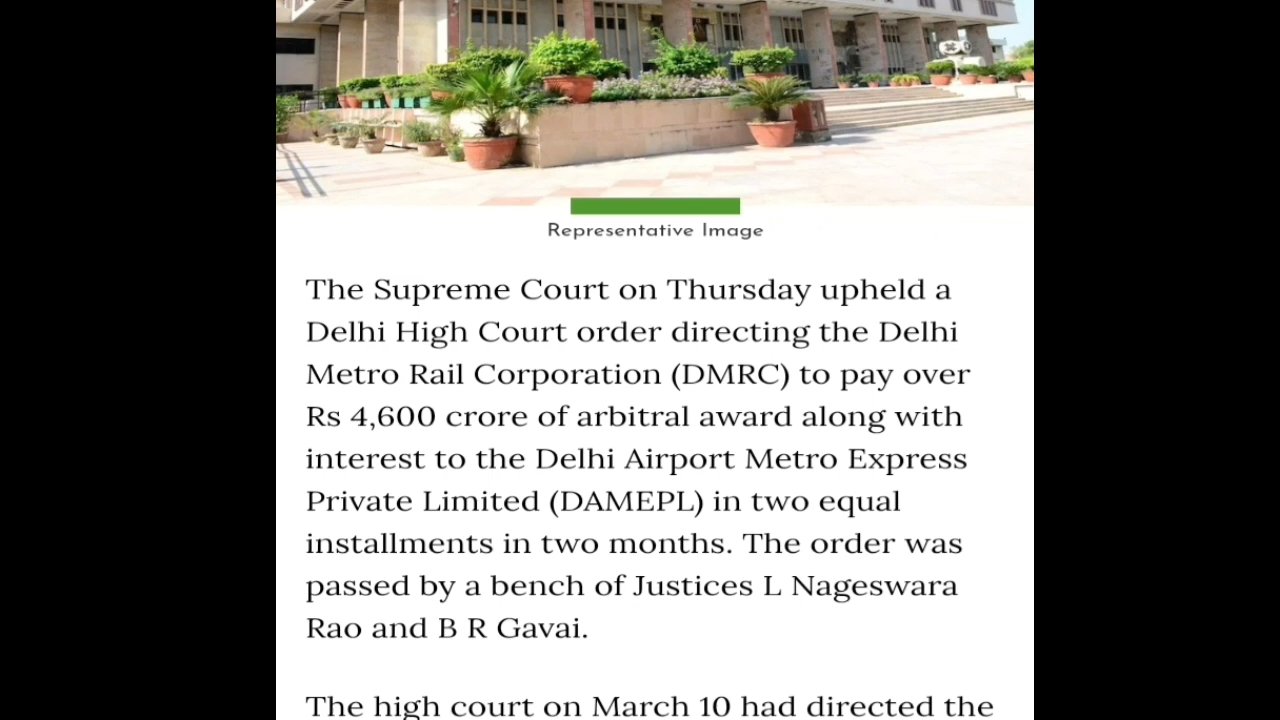 Representative Image
The Supreme Court on Thursday upheld a
Delhi High Court order directing the Delhi
Metro Rail Corporation (DMRC) to pay over
Rs 4,600 crore of arbitral award along with
interest to the Delhi Airport Metro Express
Private Limited (DAMEPL) in two equal
installments in two months. The order was
passed by a bench of Justices L Nageswara
Rao and B R Gavai.
The high court on March 10 had directed the